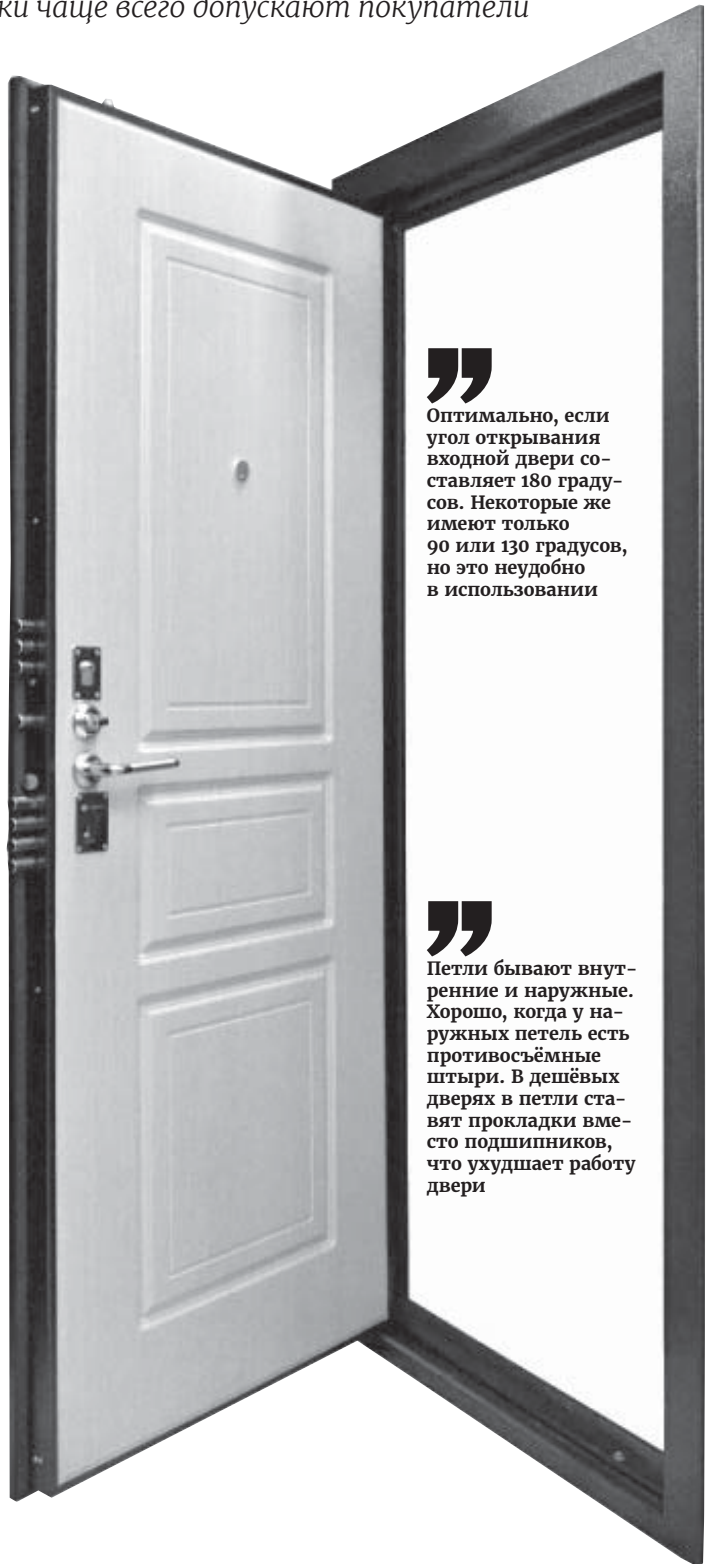 ки чаще всего допускают покупатели
”
Оптимально, если
угол открывания
входной двери со-
ставляет 180 граду-
сов. Некоторые же
имеют только
90 или 130 градусов,
но это неудобно
в использовании
”
Петли бывают внут-
ренние и наружные.
Хорошо, когда у на-
ружных петель есть
противосъёмные
штыри. В дешёвых
дверях в петли ста-
вят прокладки вме-
сто подшипников,
что ухудшает работу
двери